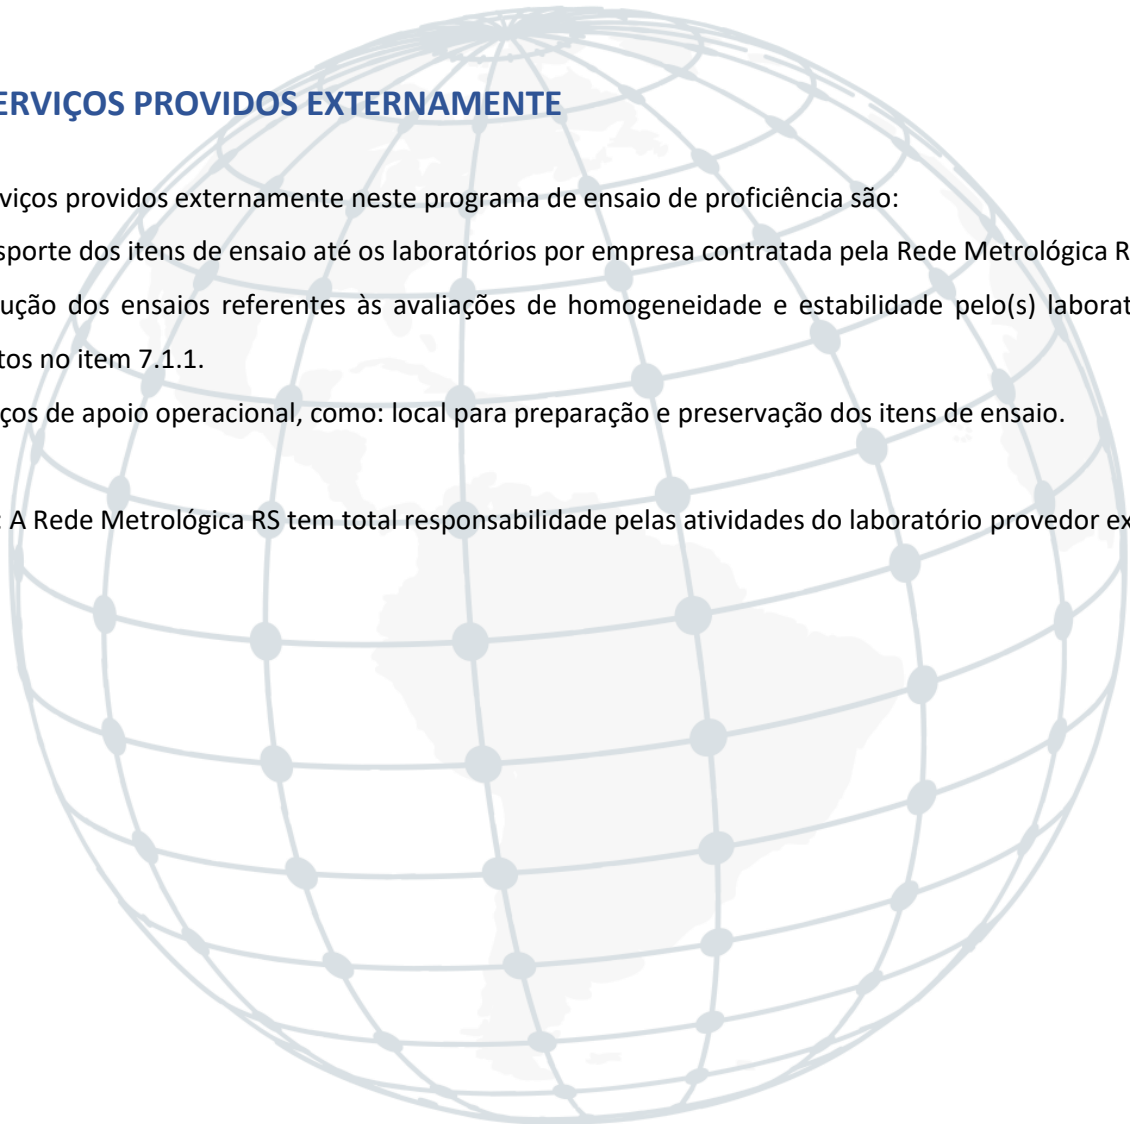 ERVIÇOS PROVIDOS EXTERNAMENTE
viços providos externamente neste programa de ensaio de proficiência são:
sporte dos itens de ensaio até os laboratórios por empresa contratada pela Rede Metrológica R
ução dos ensaios referentes às avaliações de homogeneidade e estabilidade pelo(s) laborat
tos no item 7.1.1.
ços de apoio operacional, como: local para preparação e preservação dos itens de ensaio.
: A Rede Metrológica RS tem total responsabilidade pelas atividades do laboratório provedor ex